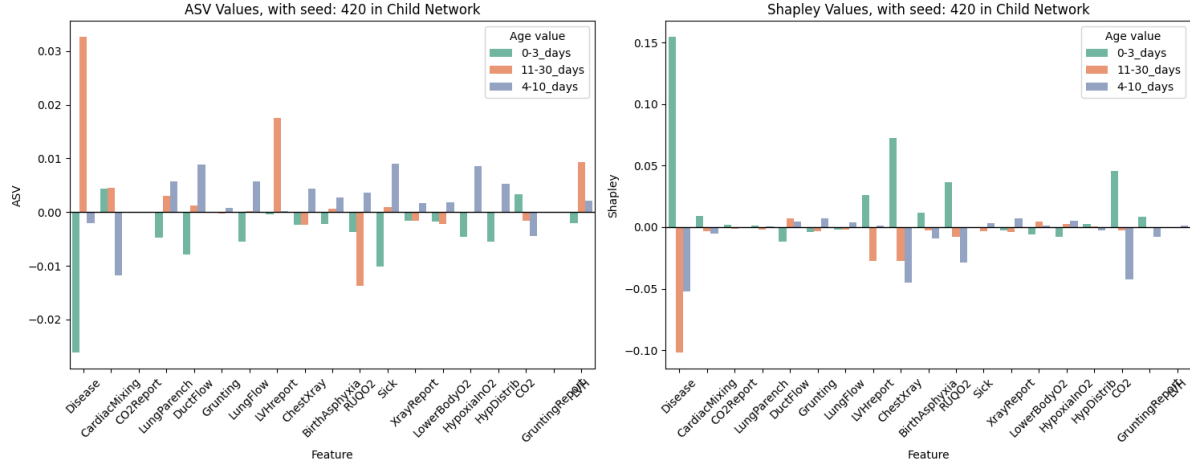 ASV Values, with seed: 420 in Child Network
Age value
0-3_days
11-30_days
4-10_days
0.03
0.02
0.01
0.00
−0.01
−0.02
ASV
Disease
CardiacMixing
CO2Report
LungParench
DuctFlow
Grunting
LungFlow
LVHreport
ChestXray
BirthAsphyxia
RUQO2
Sick
XrayReport
LowerBodyO2
HypoxiaInO2
HypDistrib
CO2
GruntingReport
LVH
Feature
Shapley Values, with seed: 420 in Child Network
Age value
0-3_days
11-30_days
4-10_days
0.15
0.10
0.05
0.00
−0.05
−0.10
Shapley
Disease
CardiacMixing
CO2Report
LungParench
DuctFlow
Grunting
LungFlow
LVHreport
ChestXray
BirthAsphyxia
RUQO2
Sick
XrayReport
LowerBodyO2
HypoxiaInO2
HypDistrib
CO2
GruntingReport
Feature